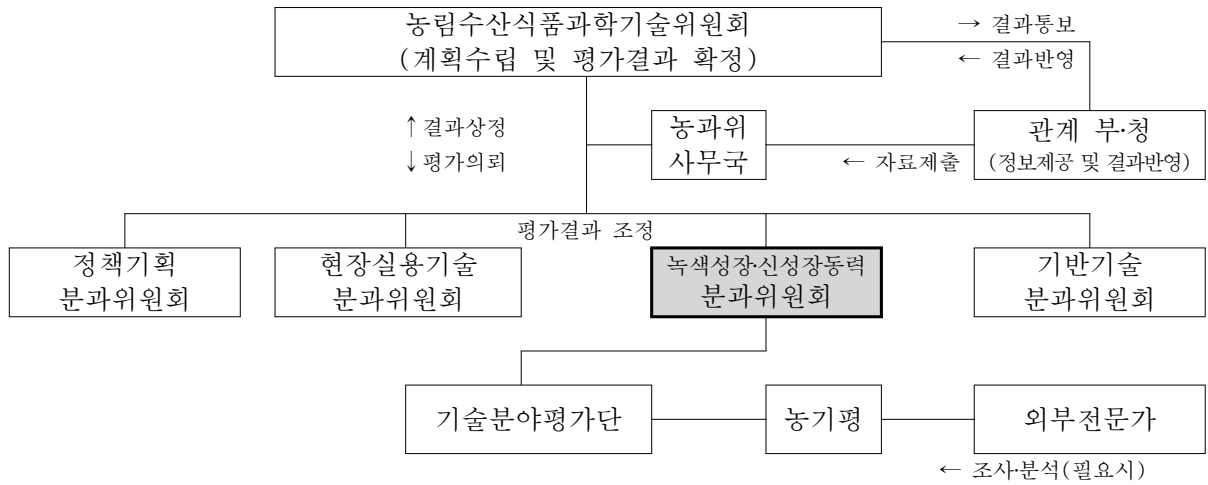 농림수산식품과학기술위원회
(계획수립 및 평가결과 확정)
→ 결과통보
← 결과반영
↑결과상정
↓평가의뢰
농과위
사무국
← 자료제출
관계 부·청
(정보제공 및 결과반영)
평가결과 조정
정책기획
분과위원회
현장실용기술
분과위원회
녹색성장·신성장동력
분과위원회
기반기술
분과위원회
기술분야평가단
농기평
외부전문가
← 조사·분석(필요시)